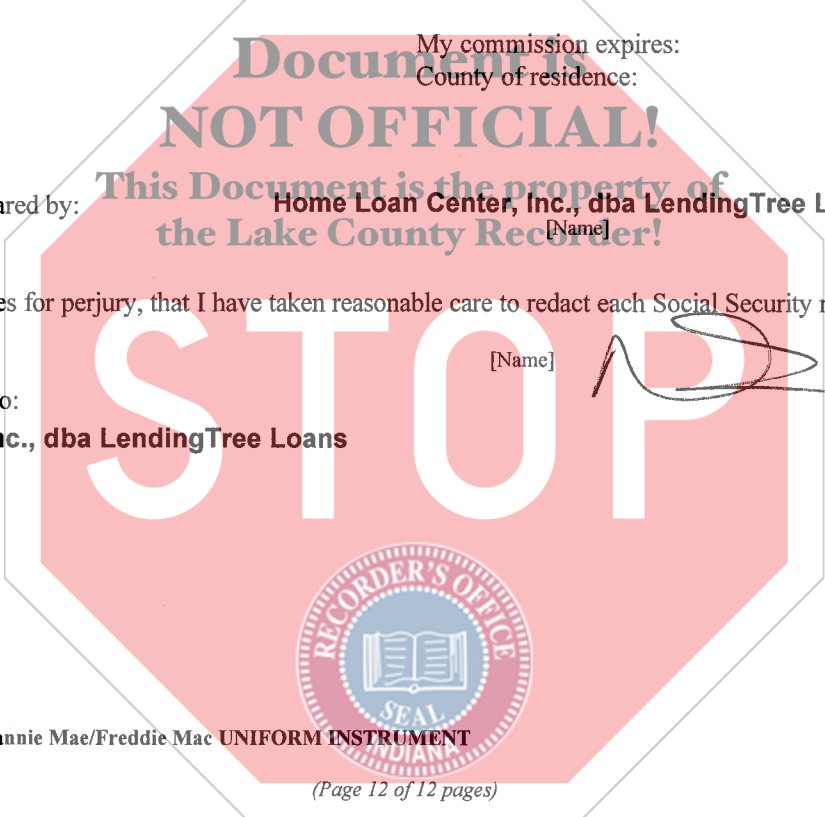 My commission expires:
Document is
County of residence:
NOT OFFICIAL!
This Document is the property of
ared by: Home Loan Center, Inc., dba LendingTree L
the Lake County Recorder!
[Name]
es for perjury, that I have taken reasonable care to redact each Social Security
[Name]
STOP
o:
c., dba LendingTree Loans
RECORDER'S OFFICE
SEAL
INDIANA
annie Mae/Freddie Mac UNIFORM INSTRUMENT
(Page 12 of 12 pages)